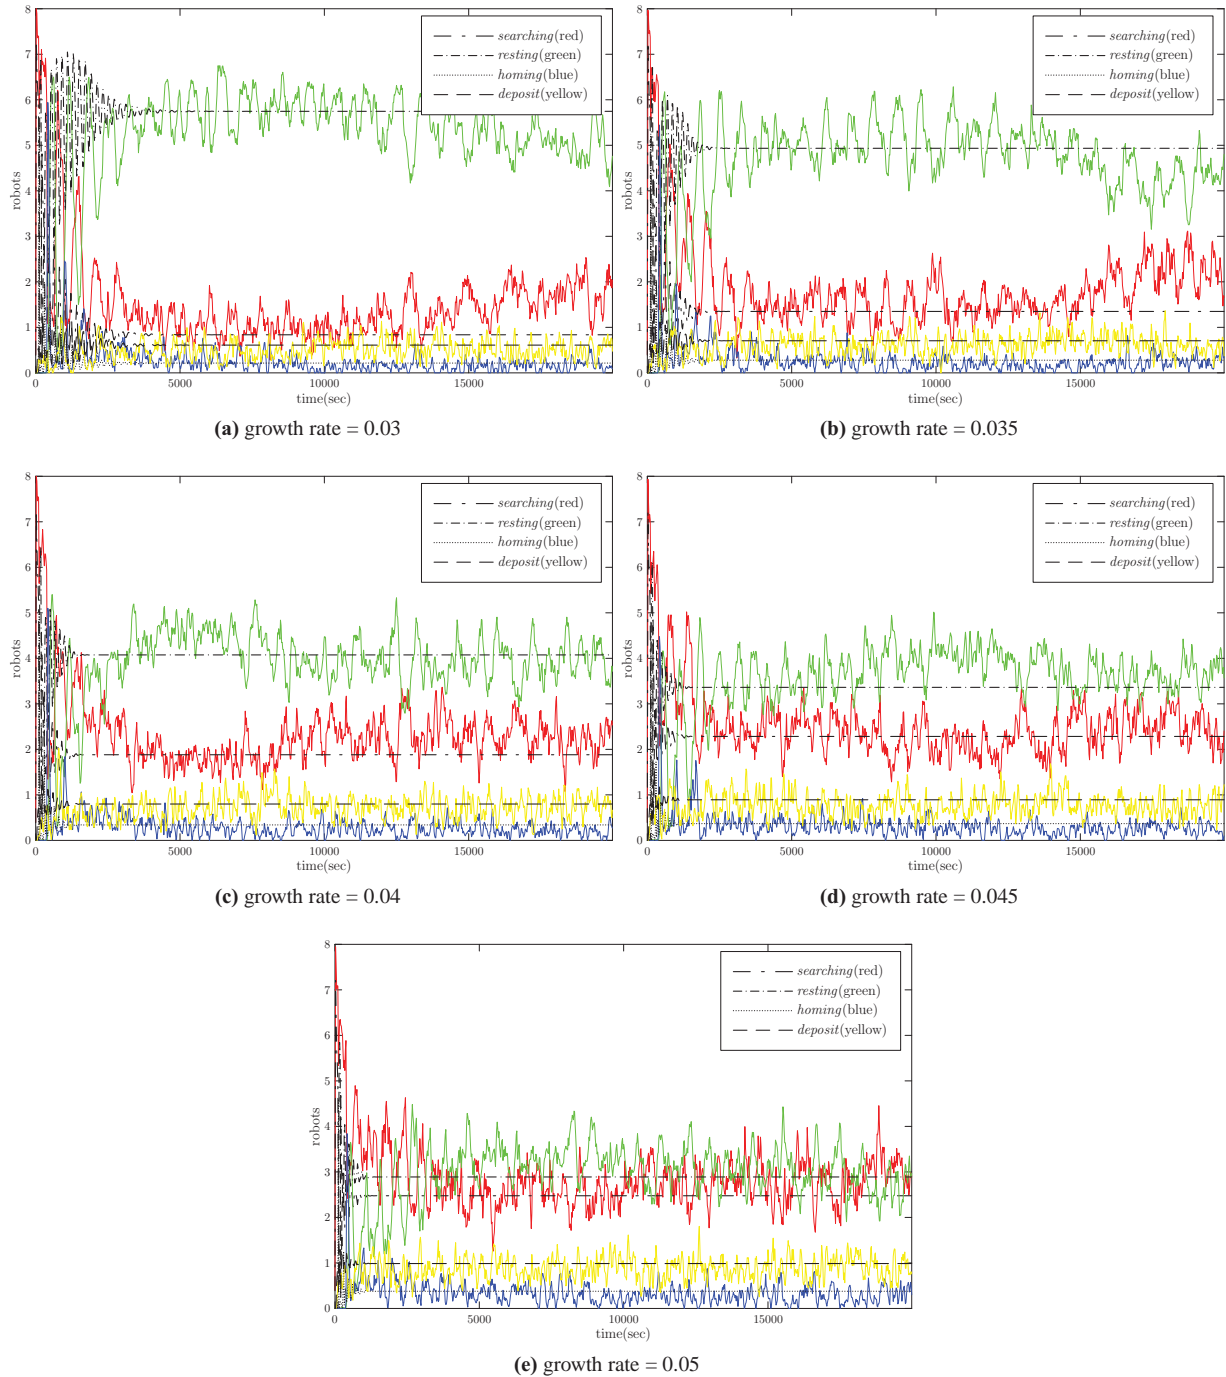 8
7
6
5
4
3
2
1
0
robots
searching(red)
resting(green)
homing(blue)
deposit(yellow)
0 5000 10000 15000
time(sec)
(a) growth rate = 0.03
8
7
6
5
4
3
2
1
0
robots
searching(red)
resting(green)
homing(blue)
deposit(yellow)
0 5000 10000 15000
time(sec)
(b) growth rate = 0.035
8
7
6
5
4
3
2
1
0
robots
searching(red)
resting(green)
homing(blue)
deposit(yellow)
0 5000 10000 15000
time(sec)
(c) growth rate = 0.04
8
7
6
5
4
3
2
1
0
robots
searching(red)
resting(green)
homing(blue)
deposit(yellow)
0 5000 10000 15000
time(sec)
(d) growth rate = 0.045
8
7
6
5
4
3
2
1
0
robots
searching(red)
resting(green)
homing(blue)
deposit(yellow)
0 5000 10000 15000
time(sec)
(e) growth rate = 0.05